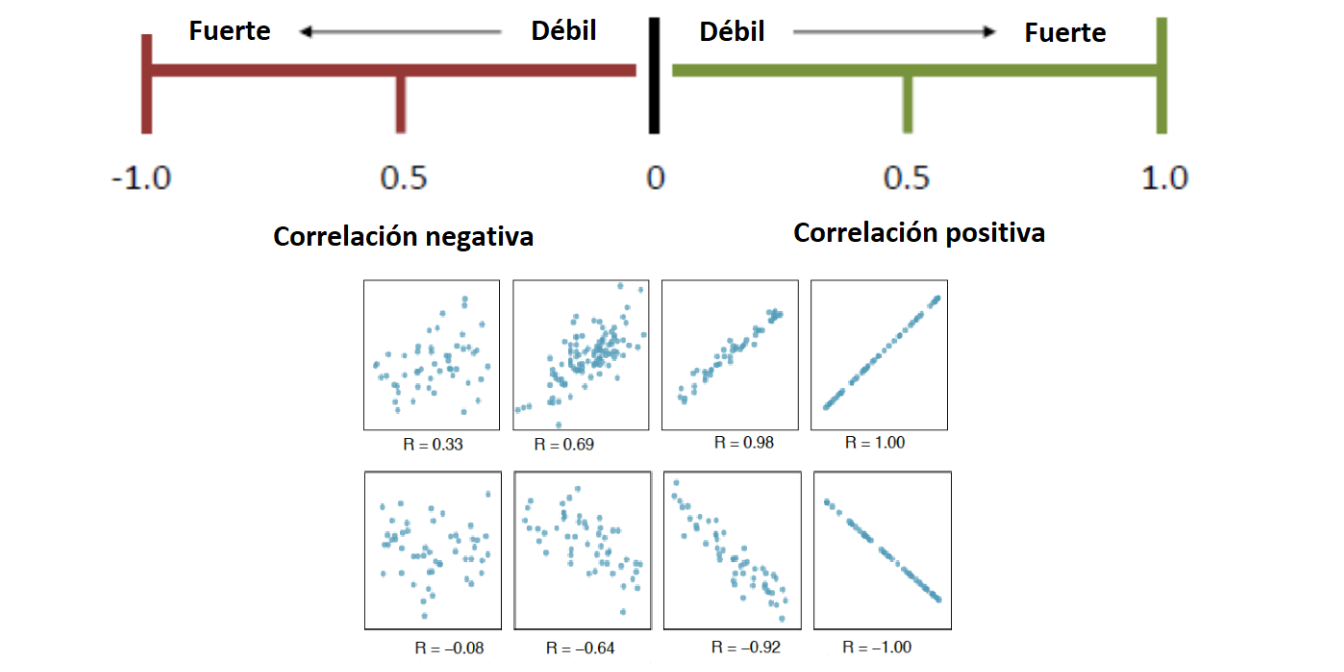 Fuerte Débil Débil Fuerte
-1.0 0.5 0 0.5 1.0
Correlación negativa Correlación positiva
R = 0.33 R = 0.69 R = 0.98 R = 1.00
R = –0.08 R = –0.64 R = –0.92 R = –1.00